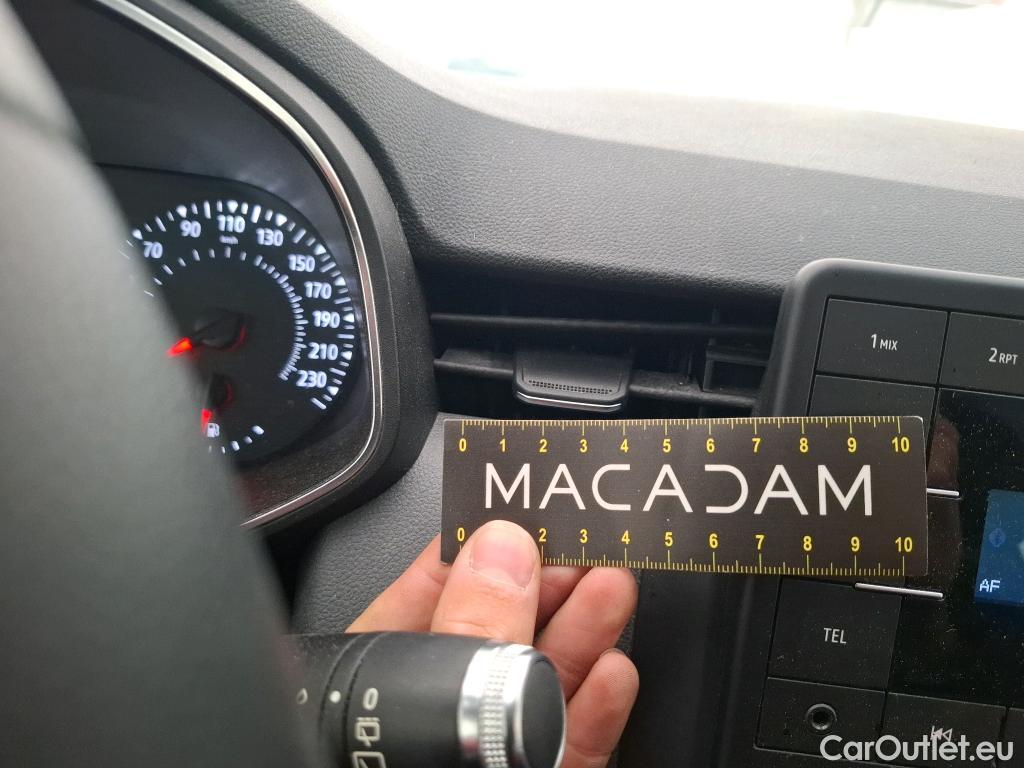 70 90 110 130 150 170 190 210 230
km/h
1 MIX
2 RPT
0 1 2 3 4 5 6 7 8 9 10
MACADAM
0 2 3 4 5 6 7 8 9 10
AF
TEL
0
CarOutlet.eu